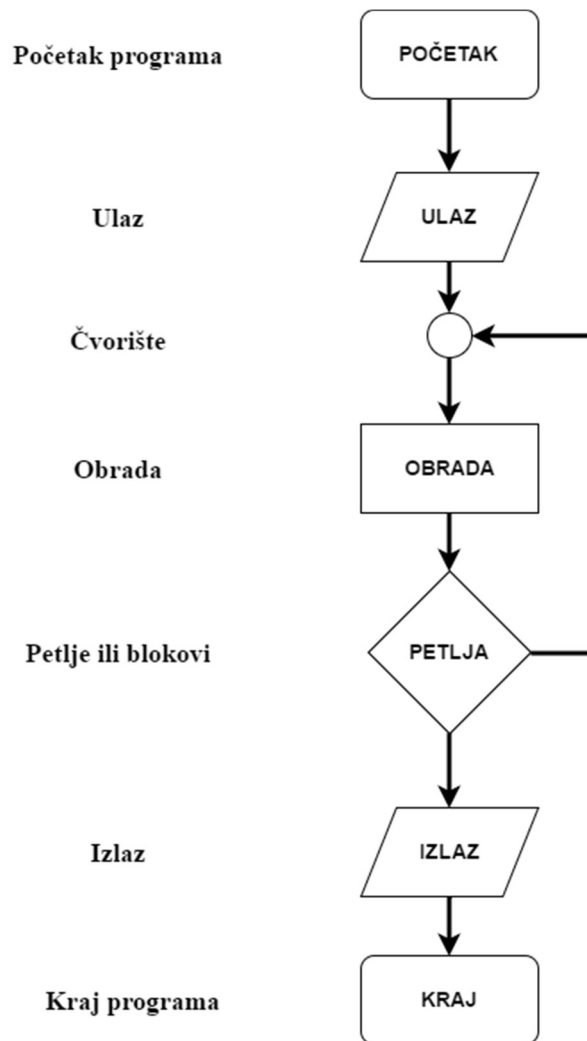 Početak programa
POČETAK
Ulaz
ULAZ
Čvorište
Obrada
OBRADA
Petlje ili blokovi
PETLJA
Izlaz
IZLAZ
Kraj programa
KRAJ